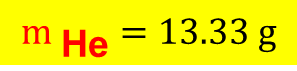 m He = 13.33 g